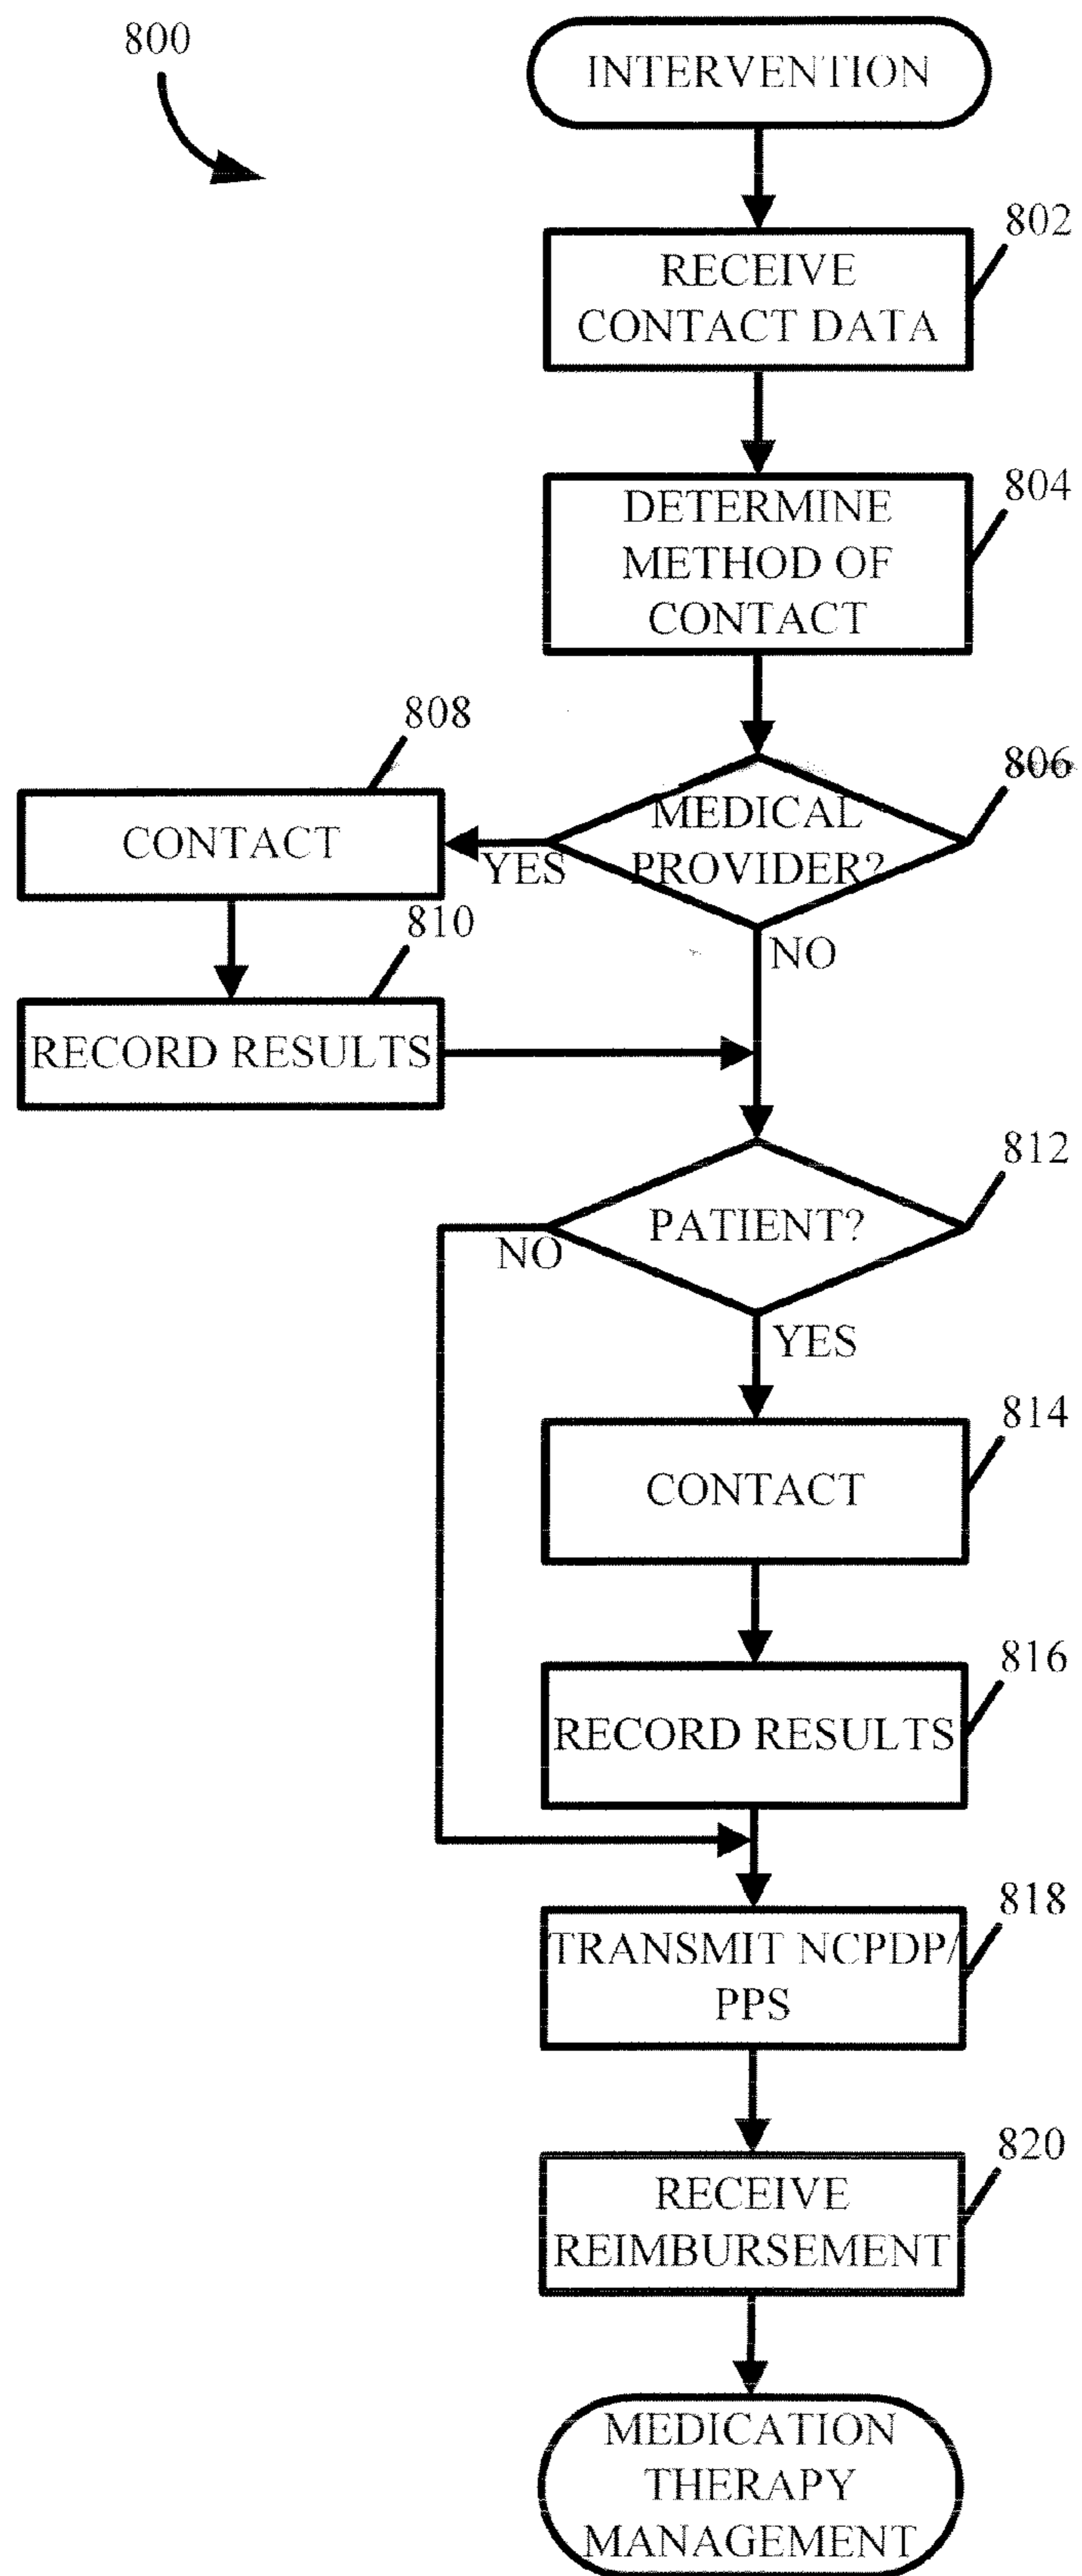 800
INTERVENTION
802
RECEIVE
CONTACT DATA
804
DETERMINE
METHOD OF
CONTACT
806
MEDICAL
PROVIDER?
YES
NO
808
CONTACT
810
RECORD RESULTS
812
PATIENT?
NO
YES
814
CONTACT
816
RECORD RESULTS
818
TRANSMIT NCPDP/
PPS
820
RECEIVE
REIMBURSEMENT
MEDICATION
THERAPY
MANAGEMENT